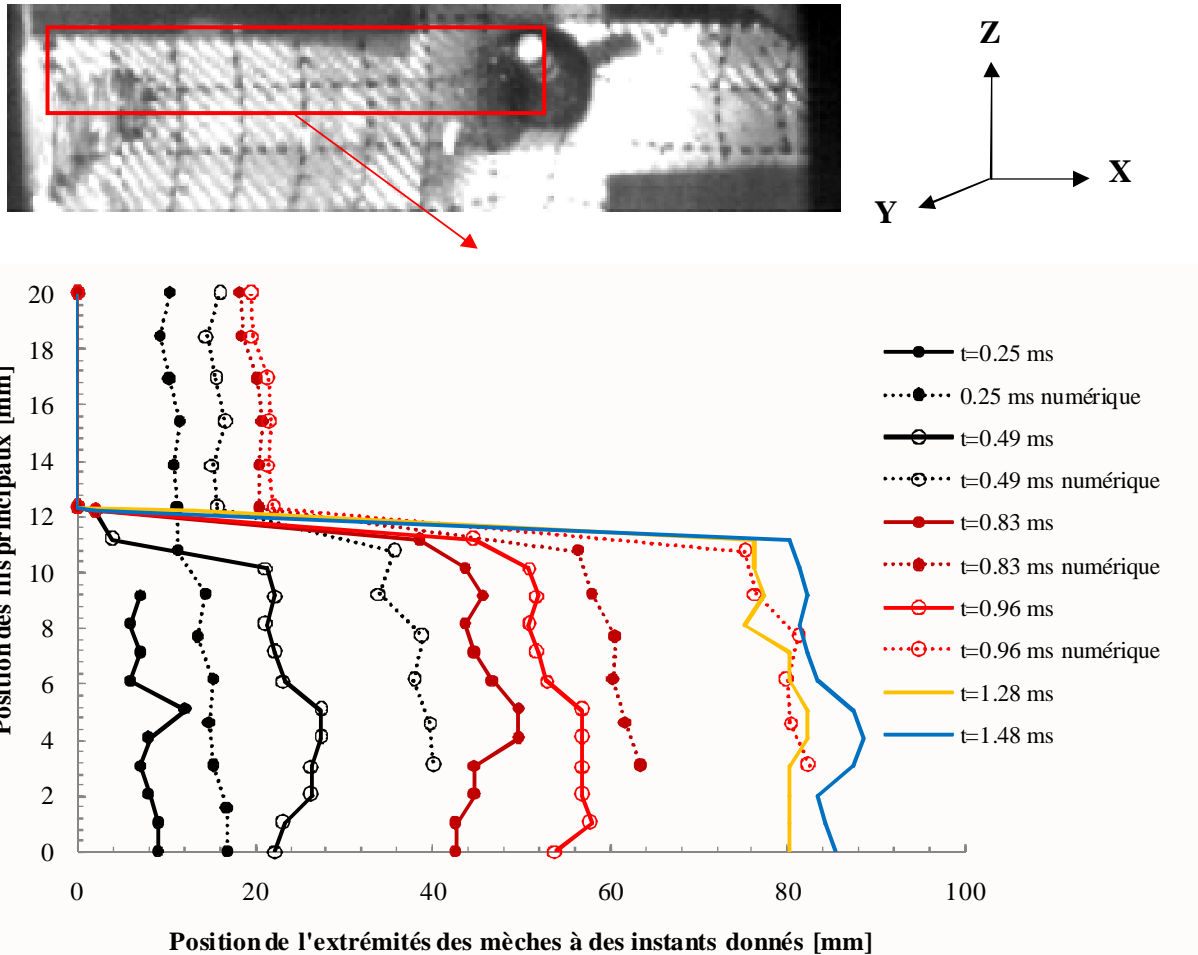 Z
X
Y
Position des fils principaux [mm]
20
18
16
14
12
10
8
6
4
2
0
0 20 40 60 80 100
Position de l'extrémités des mèches à des instants donnés [mm]
t=0.25 ms
0.25 ms numérique
t=0.49 ms
t=0.49 ms numérique
t=0.83 ms
t=0.83 ms numérique
t=0.96 ms
t=0.96 ms numérique
t=1.28 ms
t=1.48 ms